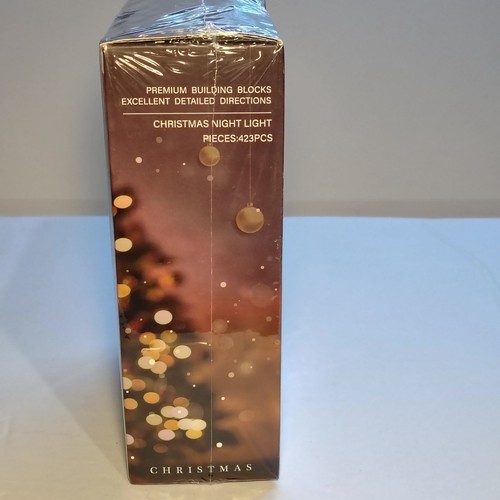 PREMIUM BUILDING BLOCKS
EXCELLENT DETAILED DIRECTIONS
CHRISTMAS NIGHT LIGHT
PIECES:423PCS
CHRISTMAS